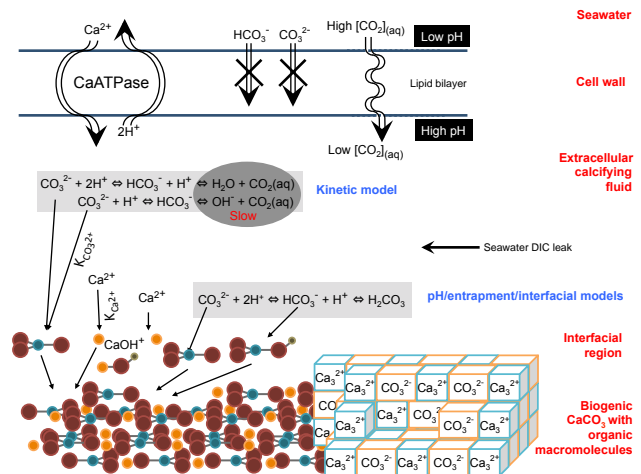 Seawater
Ca2+
HCO3-
CO32-
High [CO2](aq)
Low pH
CaATPase
Lipid bilayer
Cell wall
2H+
High pH
Low [CO2](aq)
Extracellular
calcifying
fluid
CO32- + 2H+ ⇔ HCO3- + H+ ⇔ H2O + CO2(aq)
CO32- + H+ ⇔ HCO3- ⇔ OH- + CO2(aq)
Slow
Kinetic model
KCO32+
Seawater DIC leak
Ca2+
KCa2+
Ca2+
CO32- + 2H+ ⇔ HCO3- + H+ ⇔ H2CO3
pH/entrapment/interfacial models
CaOH+
Interfacial
region
Ca32+ CO32- Ca32+ CO32- Ca32+
CO
Ca32+ Ca32+ CO32- Ca32+
Biogenic
CaCO3 with
organic
macromolecules
Ca32+ CO32- Ca32+ CO32- Ca32+